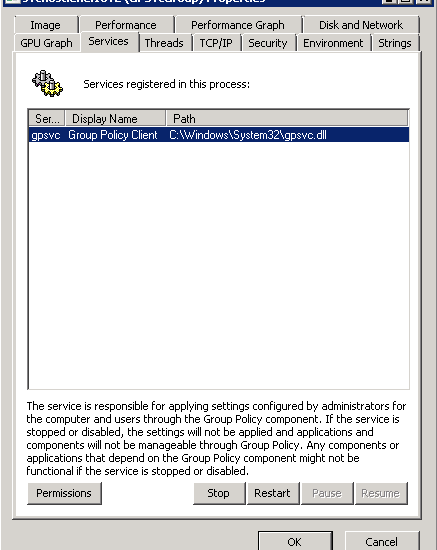 Properties
Image Performance Performance Graph Disk and Network
GPU Graph Services Threads TCP/IP Security Environment Strings
Services registered in this process:
Ser... Display Name Path
gpsvc Group Policy Client C:\Windows\System32\gpsvc.dll
The service is responsible for applying settings configured by administrators for
the computer and users through the Group Policy component. If the service is
stopped or disabled, the settings will not be applied and applications and
components will not be manageable through Group Policy. Any components or
applications that depend on the Group Policy component might not be
functional if the service is stopped or disabled.
Permissions Stop Restart Pause Resume
OK Cancel